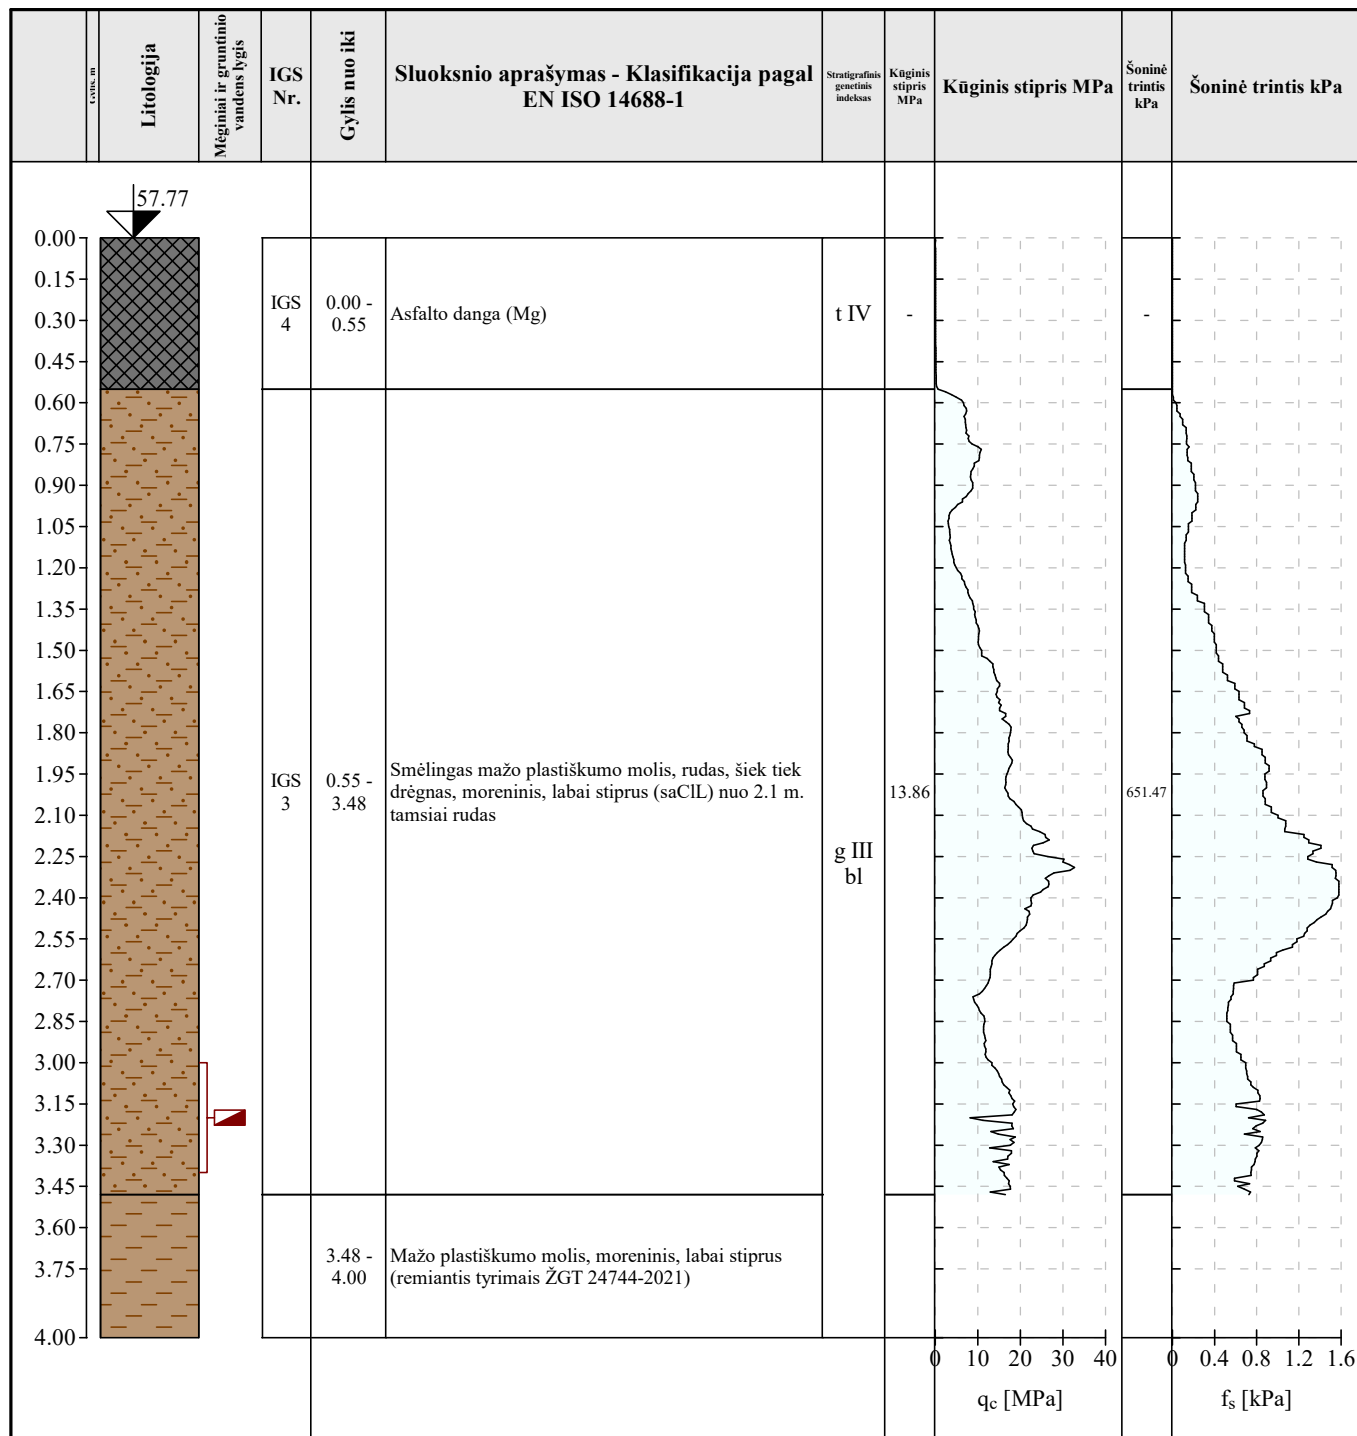 Gylis, m
Litologija
Mėginiai ir gruntinio
vandens lygis
IGS
Nr.
Gylis nuo iki
Sluoksnio aprašymas - Klasifikacija pagal
EN ISO 14688-1
Stratigrafinis
genetinis
indeksas
Kūginis
stipris
MPa
Kūginis stipris MPa
Šoninė
trintis
kPa
Šoninė trintis kPa
57.77
0.00
0.15
0.30
0.45
0.60
0.75
0.90
1.05
1.20
1.35
1.50
1.65
1.80
1.95
2.10
2.25
2.40
2.55
2.70
2.85
3.00
3.15
3.30
3.45
3.60
3.75
4.00
IGS
4
0.00 -
0.55
Asfalto danga (Mg)
t IV
-
-
IGS
3
0.55 -
3.48
Smėlingas mažo plastiškumo molis, rudas, šiek tiek
drėgnas, moreninis, labai stiprus (saClL) nuo 2.1 m.
tamsiai rudas
g III
bl
13.86
651.47
3.48 -
4.00
Mažo plastiškumo molis, moreninis, labai stiprus
(remiantis tyrimais ŽGT 24744-2021)
0 10 20 30 40
qc [MPa]
0 0.4 0.8 1.2 1.6
fs [kPa]